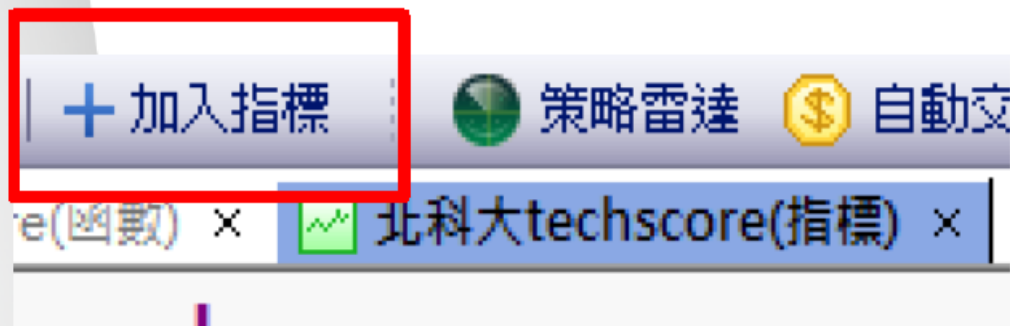 加入指標 策略雷達 自動交
e(函數) × 北科大techscore(指標) ×